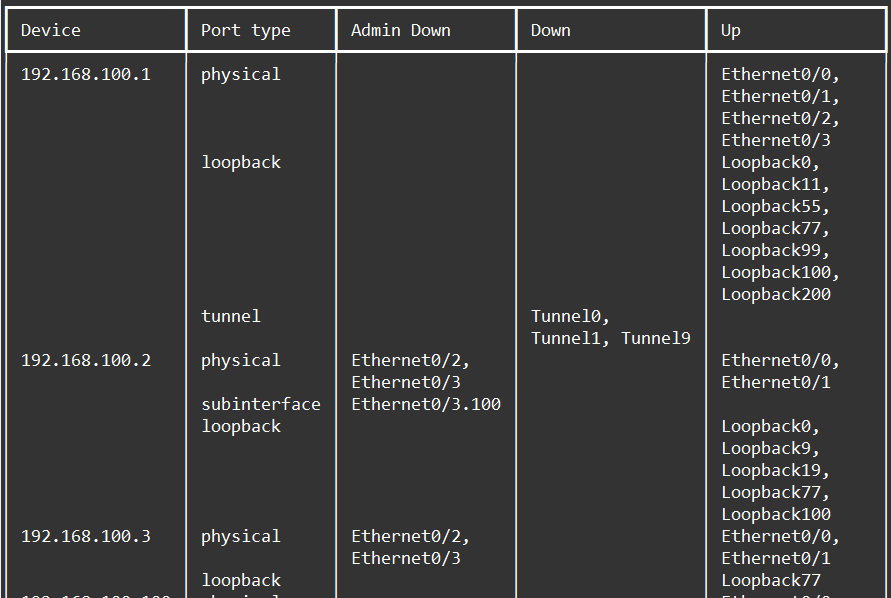 Device Port type Admin Down Down Up
192.168.100.1 physical Ethernet0/0,
Ethernet0/1,
Ethernet0/2,
Ethernet0/3
loopback Loopback0,
Loopback11,
Loopback55,
Loopback77,
Loopback99,
Loopback100,
Loopback200
tunnel Tunnel0,
Tunnel1, Tunnel9
192.168.100.2 physical Ethernet0/2, Ethernet0/0,
Ethernet0/3 Ethernet0/1
subinterface Ethernet0/3.100
loopback Loopback0,
Loopback9,
Loopback19,
Loopback77,
Loopback100
192.168.100.3 physical Ethernet0/2, Ethernet0/0,
Ethernet0/3 Ethernet0/1
loopback Loopback77